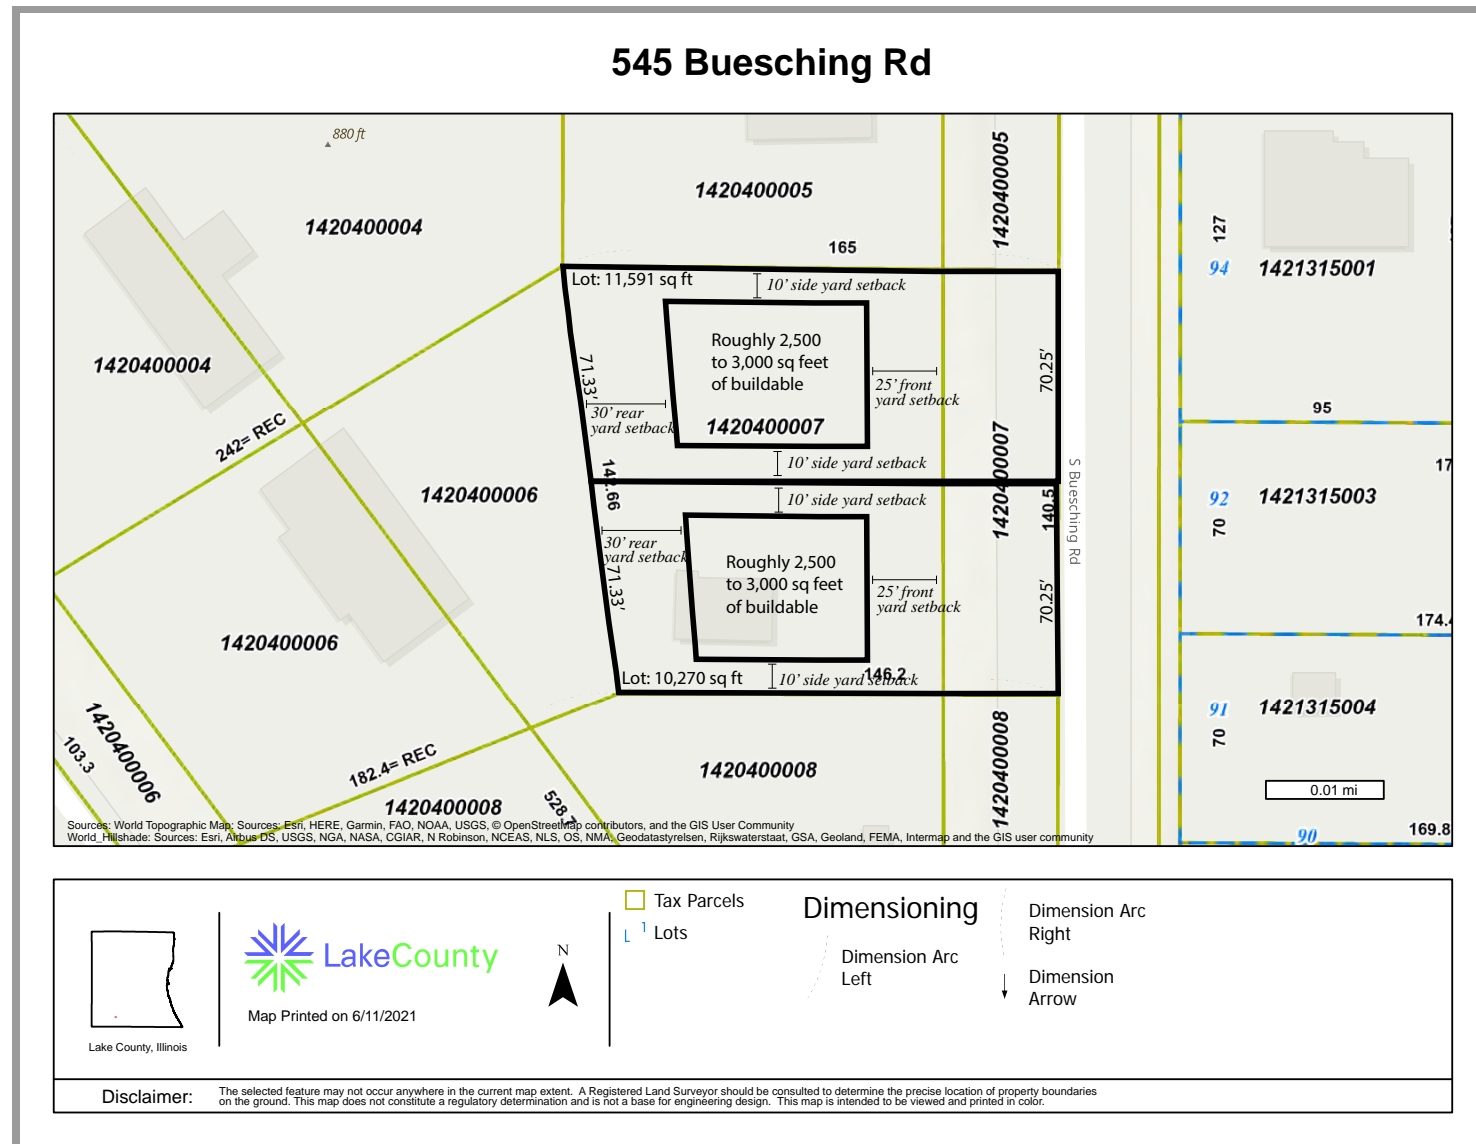 545 Buesching Rd
880 ft
1420400005
1420400005
1420400004
165
127
94
1421315001
Lot: 11,591 sq ft
10' side yard setback
Roughly 2,500
to 3,000 sq feet
of buildable
1420400004
71.33'
25' front
yard setback
70.25'
30' rear
yard setback
1420400007
95
242= REC
10' side yard setback
142.66
1420400006
1420400007
S Buesching Rd
10' side yard setback
140.5
92
1421315003
70
17
30' rear
yard setback
Roughly 2,500
to 3,000 sq feet
of buildable
71.33'
25' front
yard setback
70.25'
174.4
1420400006
Lot: 10,270 sq ft
10' side yard setback
146.2
91
1421315004
70
1420400006
103.3
182.4= REC
1420400008
1420400008
1420400008
528.7
0.01 mi
169.8
90
Sources: World Topographic Map: Sources: Esri, HERE, Garmin, FAO, NOAA, USGS, © OpenStreetMap contributors, and the GIS User Community
World_Hillshade: Sources: Esri, Airbus DS, USGS, NGA, NASA, CGIAR, N Robinson, NCEAS, NLS, OS, NMA, Geodatastyrelsen, Rijkswaterstaat, GSA, Geoland, FEMA, Intermap and the GIS user community
Lake County, Illinois
LakeCounty
Map Printed on 6/11/2021
N
Tax Parcels
1
Lots
Dimensioning
Dimension Arc
Left
Dimension Arc
Right
Dimension
Arrow
Disclaimer:
The selected feature may not occur anywhere in the current map extent. A Registered Land Surveyor should be consulted to determine the precise location of property boundaries
on the ground. This map does not constitute a regulatory determination and is not a base for engineering design. This map is intended to be viewed and printed in color.